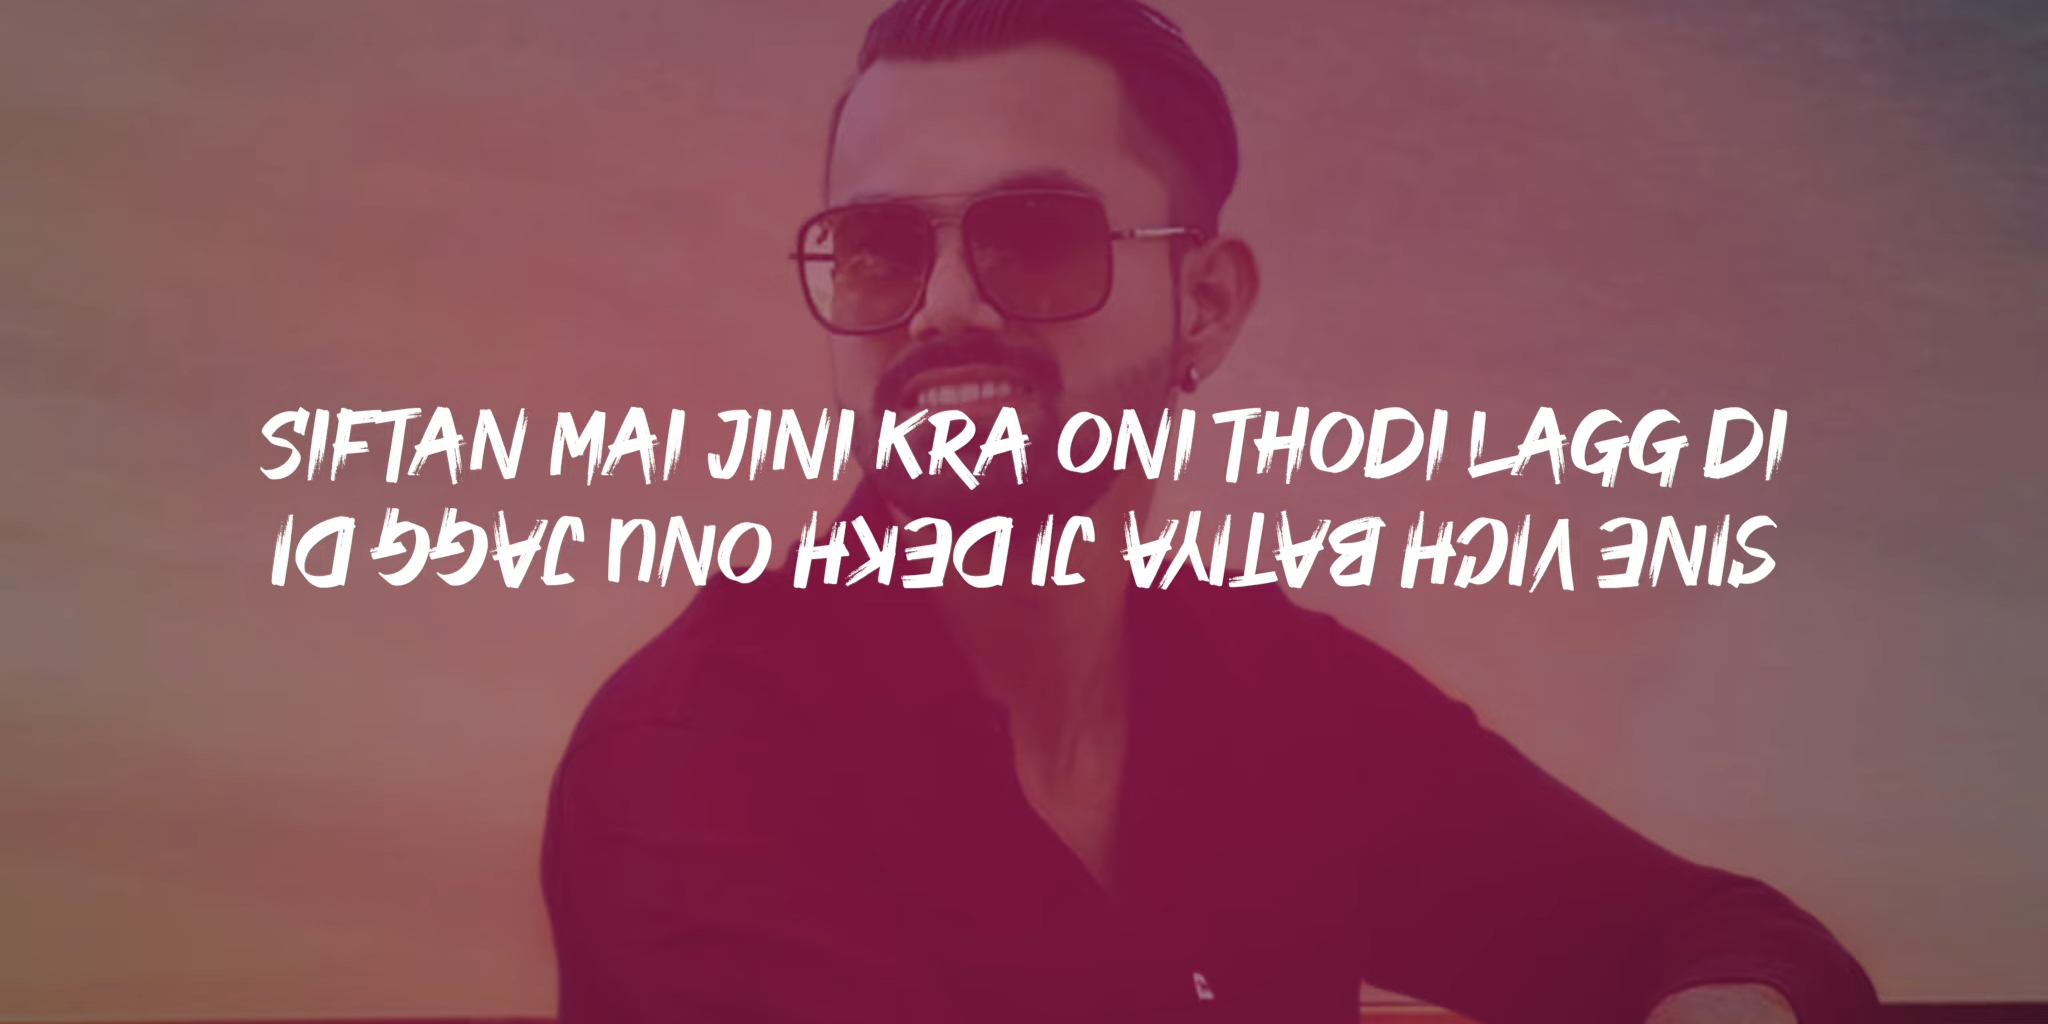 SIFTAN MAI JINI KRA ONI THODI LAGG DI
SINE VICH BATIYA JI DEKH ONU JAGG DI